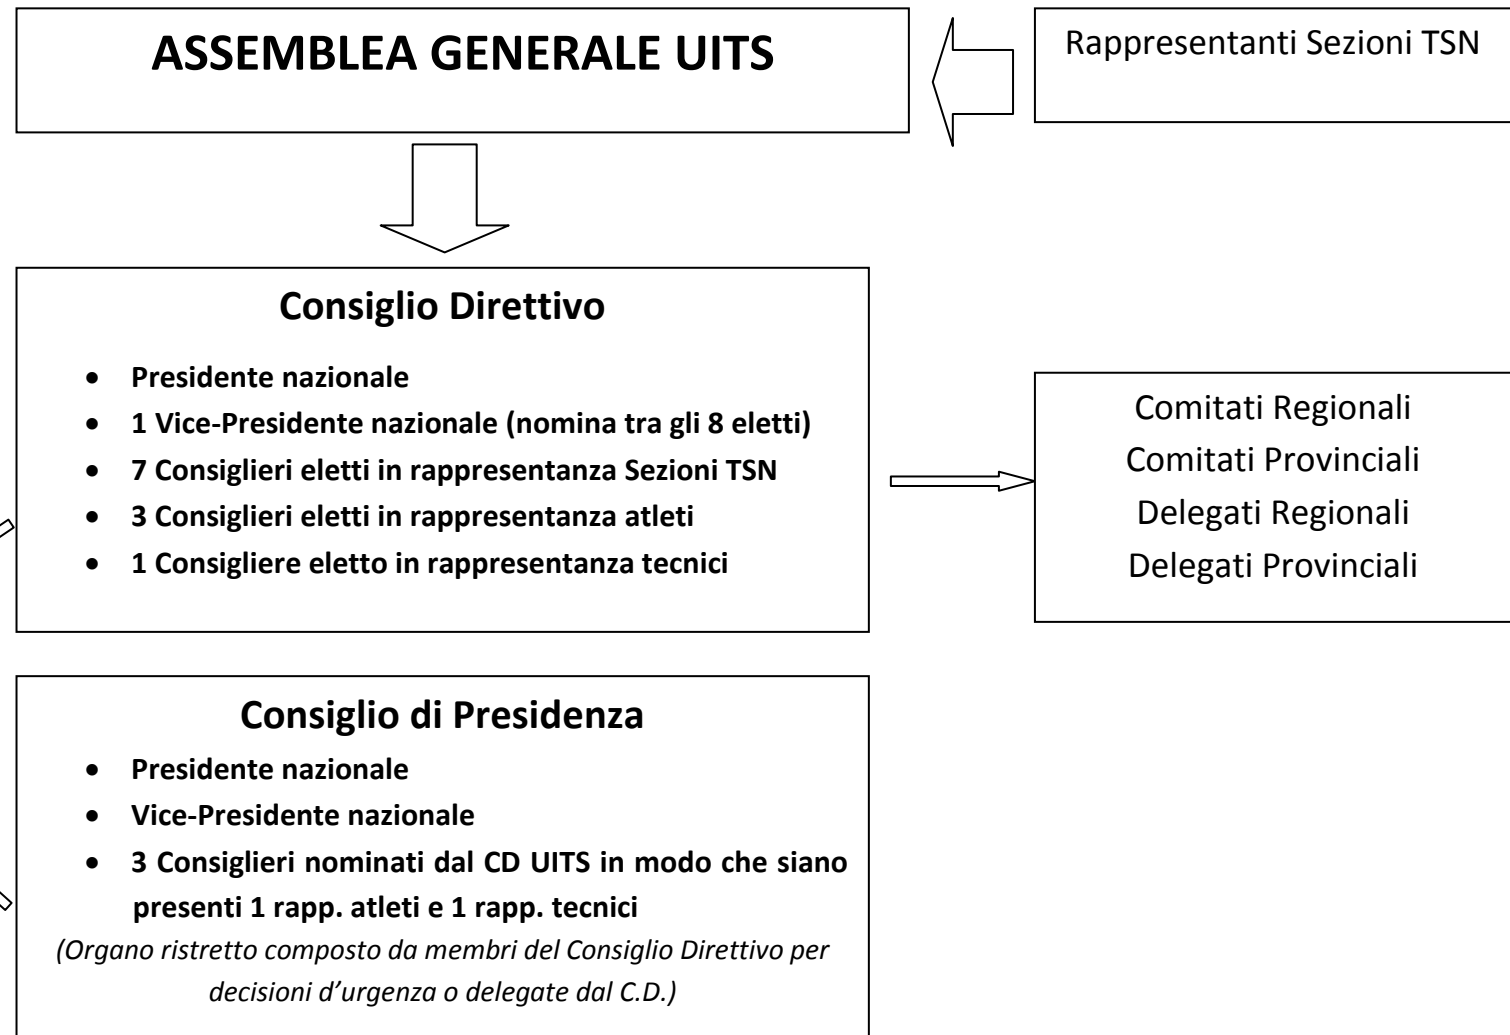 ASSEMBLEA GENERALE UITS
Rappresentanti Sezioni TSN
Consiglio Direttivo
• Presidente nazionale
• 1 Vice-Presidente nazionale (nomina tra gli 8 eletti)
• 7 Consiglieri eletti in rappresentanza Sezioni TSN
• 3 Consiglieri eletti in rappresentanza atleti
• 1 Consigliere eletto in rappresentanza tecnici
Comitati Regionali
Comitati Provinciali
Delegati Regionali
Delegati Provinciali
Consiglio di Presidenza
• Presidente nazionale
• Vice-Presidente nazionale
• 3 Consiglieri nominati dal CD UITS in modo che siano
presenti 1 rapp. atleti e 1 rapp. tecnici
(Organo ristretto composto da membri del Consiglio Direttivo per
decisioni d’urgenza o delegate dal C.D.)